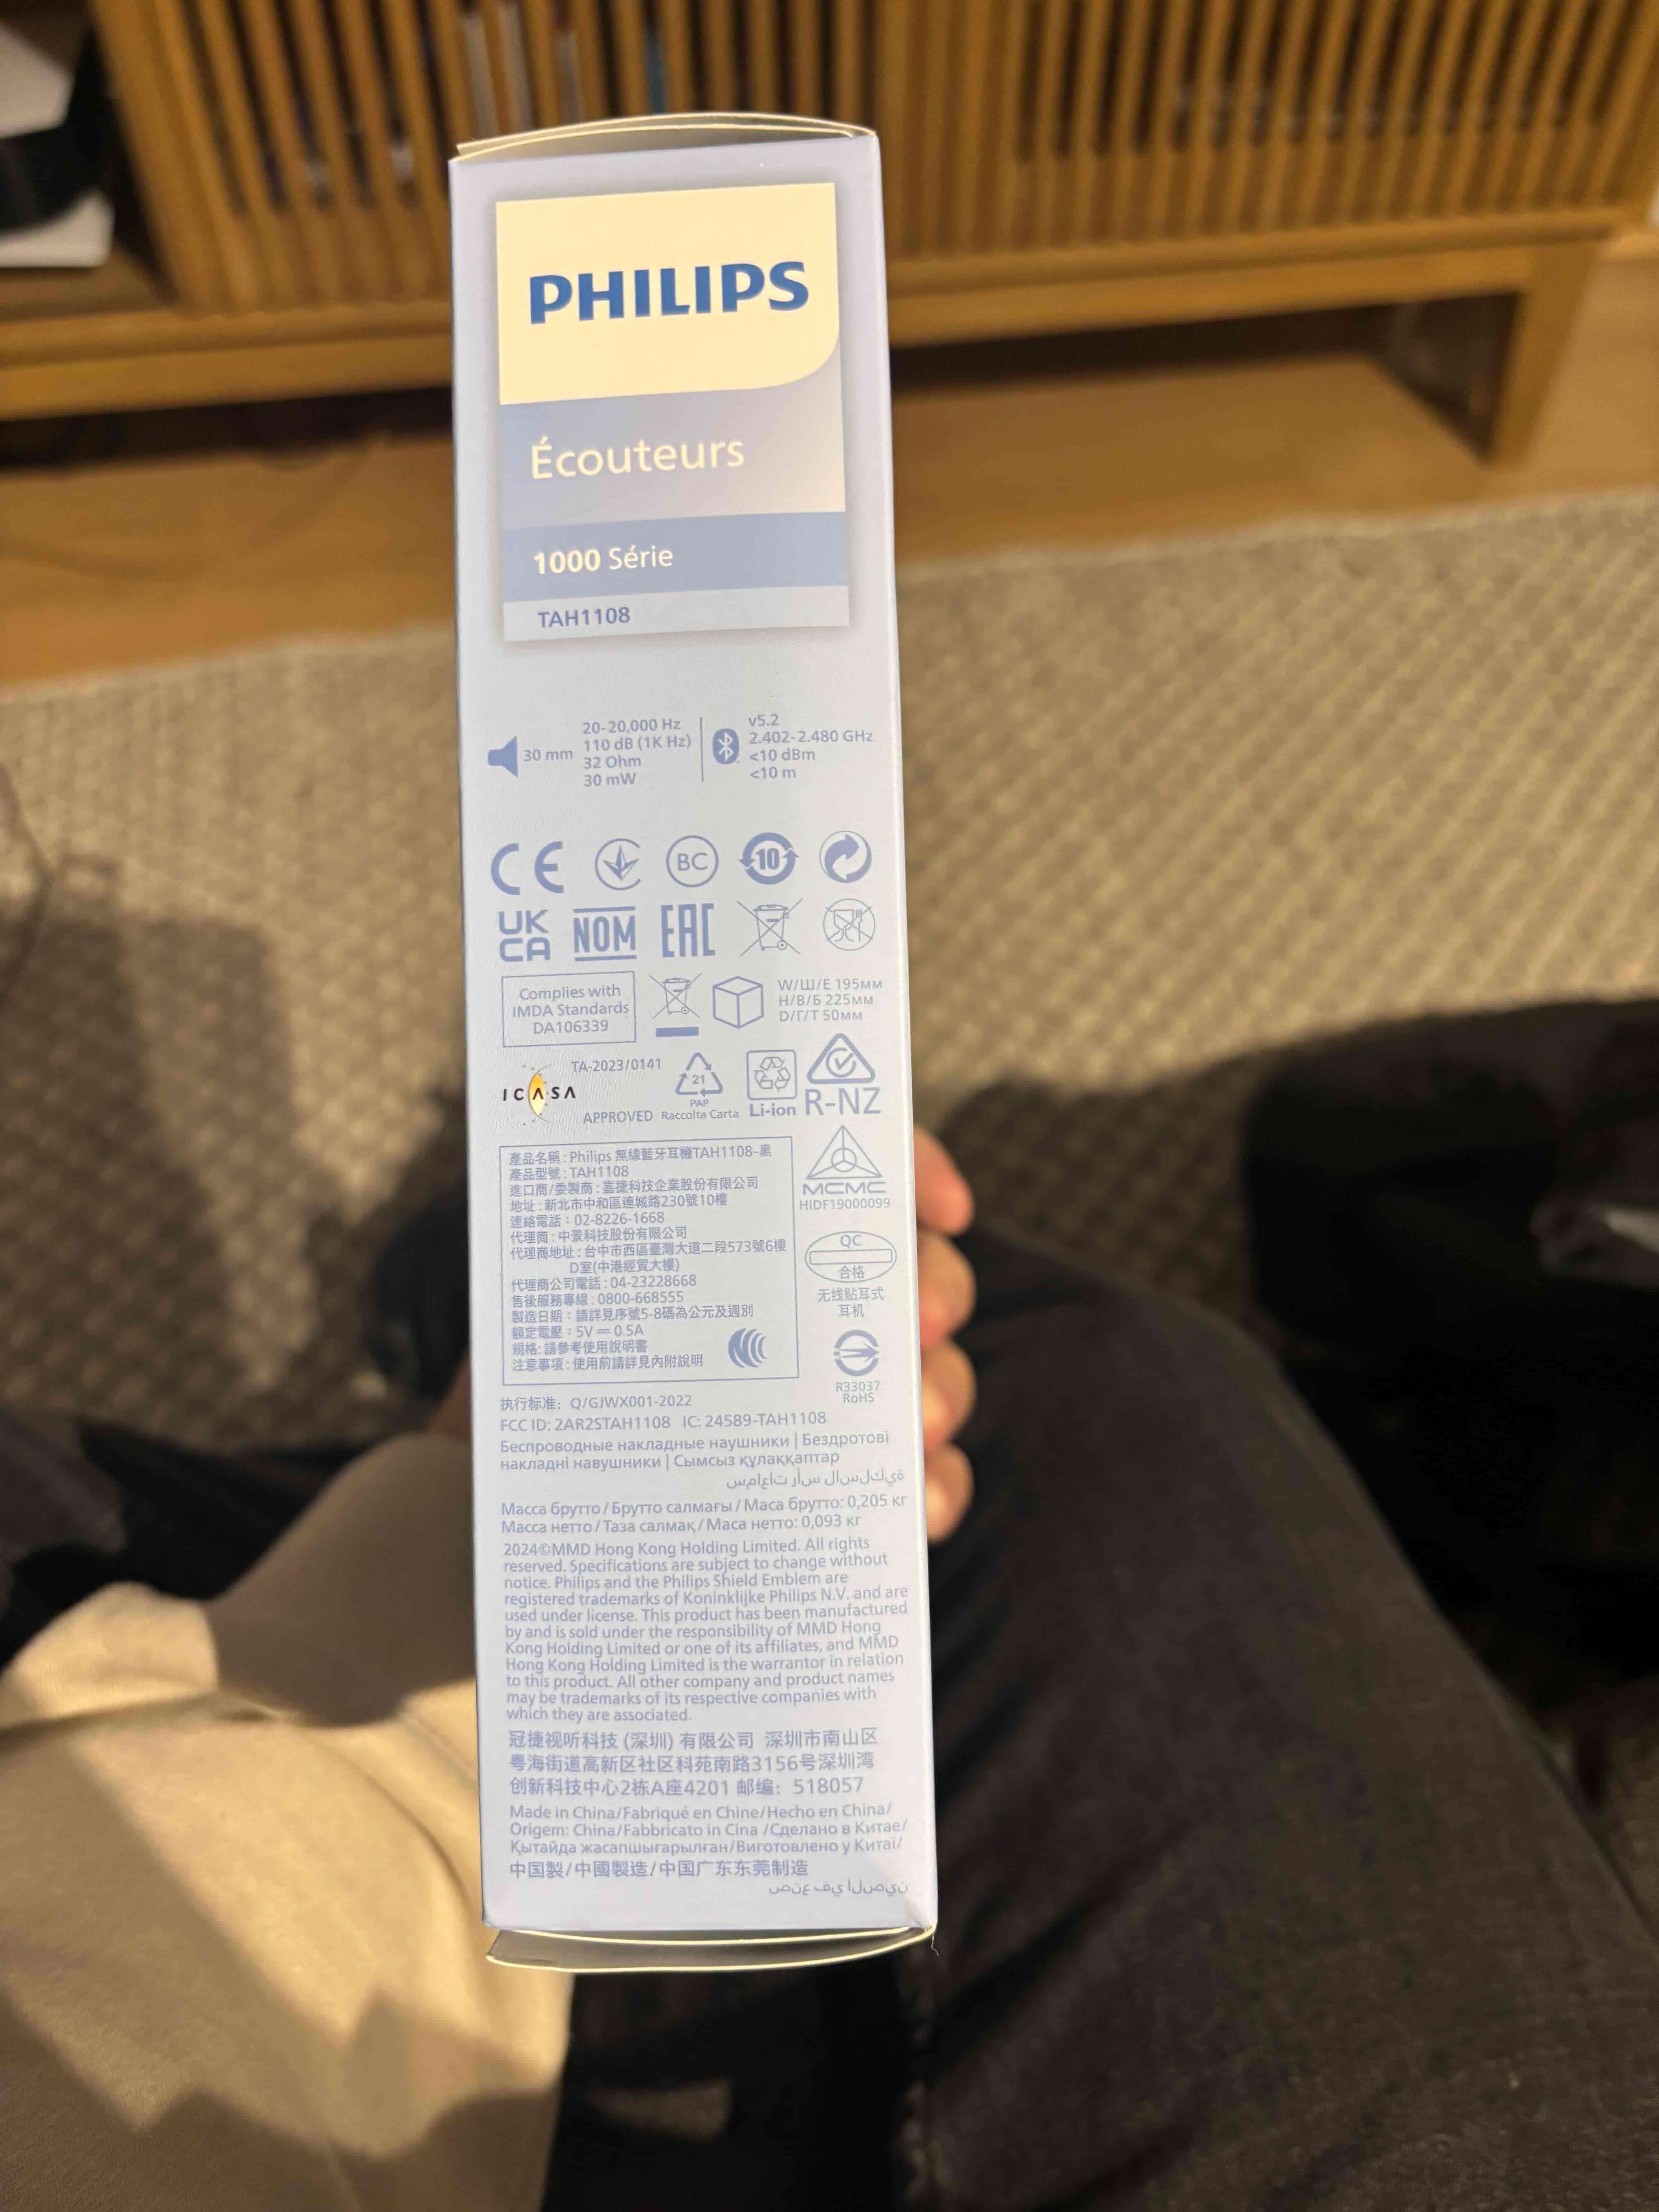 PHILIPS
Écouteurs
1000 Série
TAH1108
30 mm
20-20,000 Hz
110 dB (1K Hz)
32 Ohm
30 mW
v5.2
2.402-2.480 GHz
<10 dBm
<10 m
CE
BC
10
UK
CA
NOM
EAC
Complies with
IMDA Standards
DA106339
W/Ш/Е 195мм
Н/В/Б 225мм
D/Г/Т 50мм
ICASA
TA-2023/0141
APPROVED
21
PAP
Raccolta Carta
Li-ion
R-NZ
產品名稱：Philips 無線藍牙耳機TAH1108-黑
產品型號：TAH1108
進口商/委製商：嘉捷科技企業股份有限公司
地址：新北市中和區連城路230號10樓
連絡電話：02-8226-1668
代理商：中景科技股份有限公司
代理商地址：台中市西區臺灣大道二段573號6樓
D室(中港經貿大樓)
代理商公司電話：04-23228668
售後服務專線：0800-668555
製造日期：請詳見序號5-8碼為公元及週別
額定電壓：5V⎓0.5A
規格：請參考使用說明書
注意事項：使用前請詳見內附說明
MCMC
HIDF19000099
QC
合格
无线贴耳式
耳机
R33037
RoHS
执行标准：Q/GJWX001-2022
FCC ID: 2AR2STAH1108 IC: 24589-TAH1108
Беспроводные накладные наушники | Бездротові
накладні навушники | Сымсыз құлаққаптар
سماعات رأس لاسلكية
Масса брутто / Брутто салмағы / Маса брутто: 0,205 кг
Масса нетто / Таза салмақ / Маса нетто: 0,093 кг
2024©MMD Hong Kong Holding Limited. All rights
reserved. Specifications are subject to change without
notice. Philips and the Philips Shield Emblem are
registered trademarks of Koninklijke Philips N.V. and are
used under license. This product has been manufactured
by and is sold under the responsibility of MMD Hong
Kong Holding Limited or one of its affiliates, and MMD
Hong Kong Holding Limited is the warrantor in relation
to this product. All other company and product names
may be trademarks of its respective companies with
which they are associated.
冠捷视听科技 (深圳) 有限公司 深圳市南山区
粤海街道高新区社区科苑南路3156号深圳湾
创新科技中心2栋A座4201 邮编：518057
Made in China/Fabriqué en Chine/Hecho en China/
Origem: China/Fabbricato in Cina /Сделано в Китае/
Қытайда жасапшығарылған/Виготовлено у Китаї/
中国製/中國製造/中国广东东莞制造
صنع في الصين